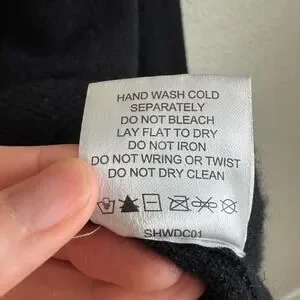 HAND WASH COLD
SEPARATELY
DO NOT BLEACH
LAY FLAT TO DRY
DO NOT IRON
DO NOT WRING OR TWIST
DO NOT DRY CLEAN
SHWDC01